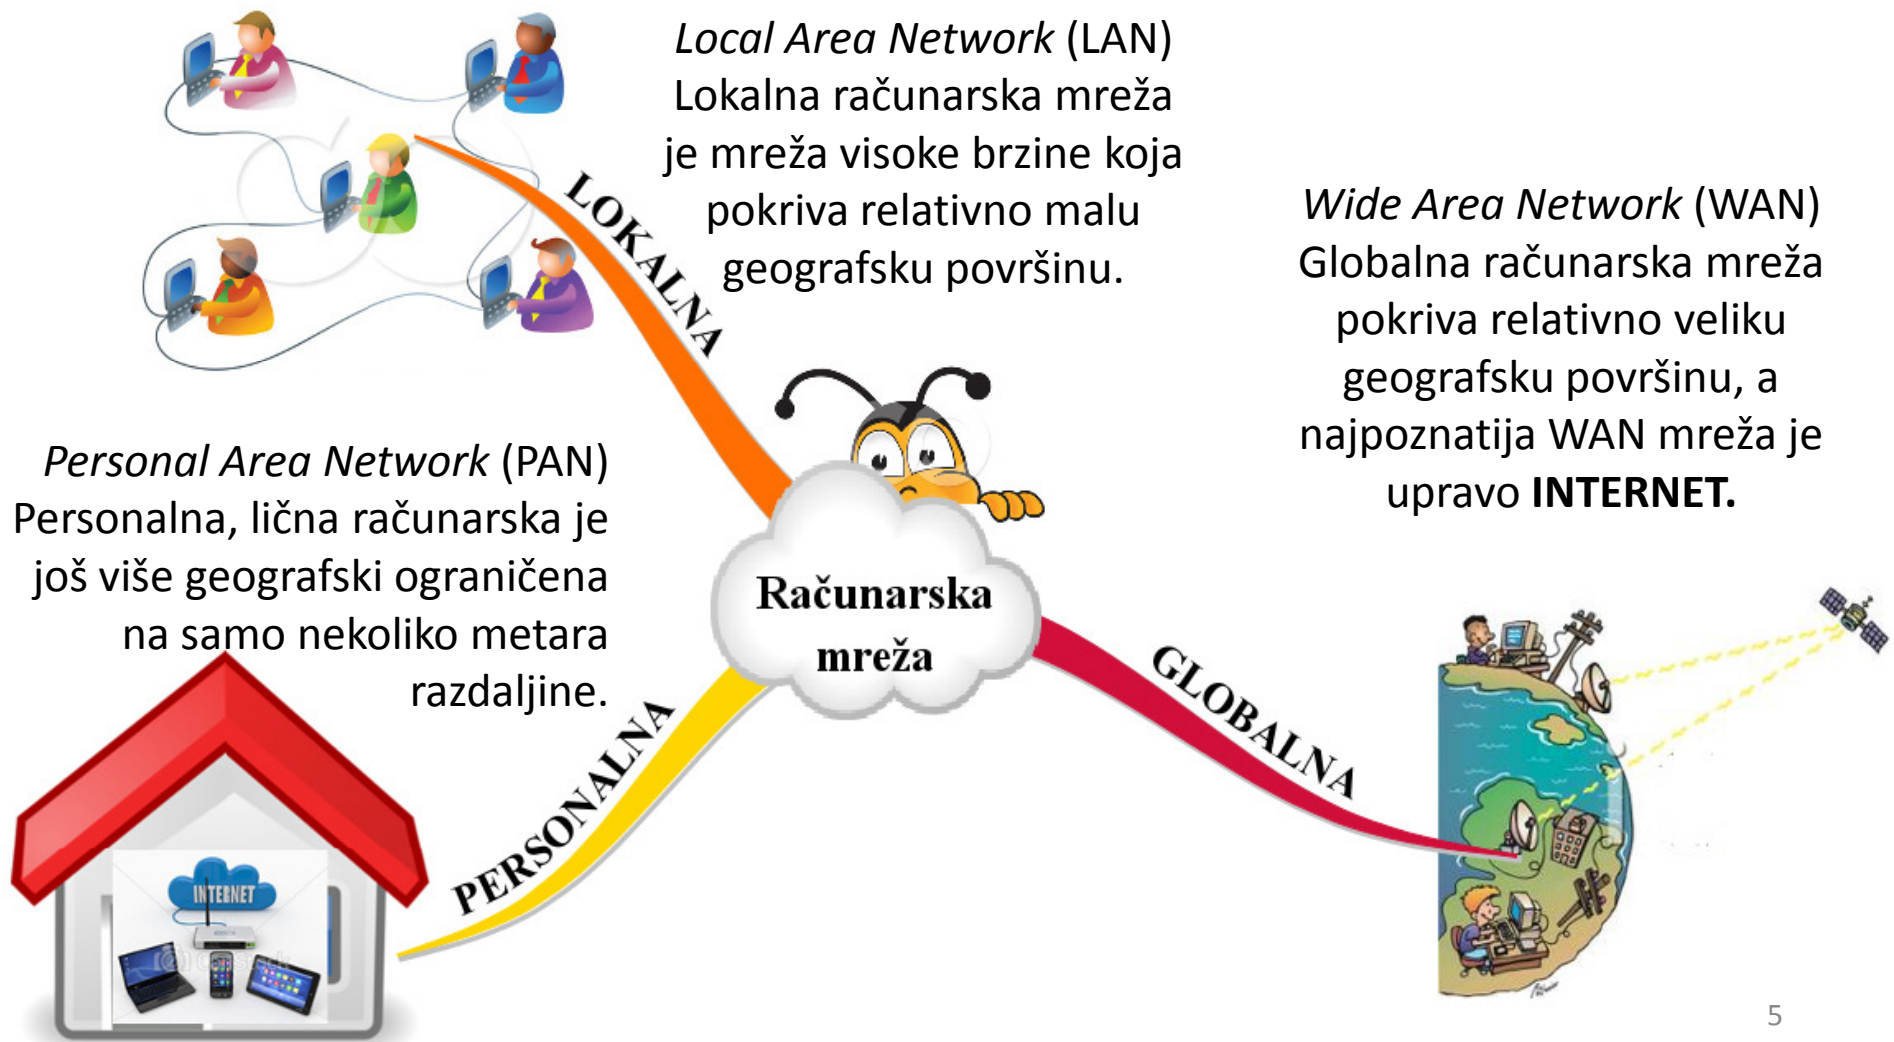 Local Area Network (LAN)
Lokalna računarska mreža
je mreža visoke brzine koja
pokriva relativno malu
geografsku površinu.
LOKALNA
Wide Area Network (WAN)
Globalna računarska mreža
pokriva relativno veliku
geografsku površinu, a
najpoznatija WAN mreža je
upravo INTERNET.
Personal Area Network (PAN)
Personalna, lična računarska je
još više geografski ograničena
na samo nekoliko metara
razdaljine.
Računarska
mreža
PERSONALNA
GLOBALNA
INTERNET
5